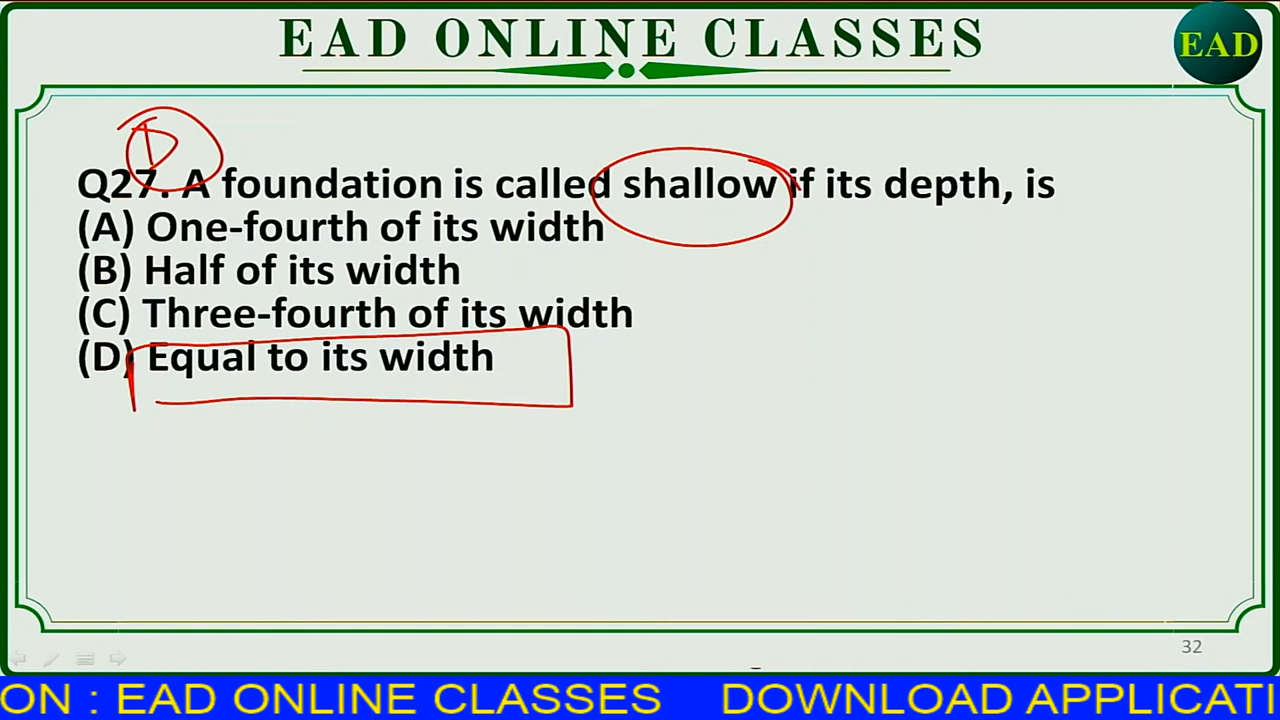 EAD ONLINE CLASSES
EAD
D
Q27. A foundation is called shallow if its depth, is
(A) One-fourth of its width
(B) Half of its width
(C) Three-fourth of its width
(D) Equal to its width
32
ON : EAD ONLINE CLASSES DOWNLOAD APPLICATI